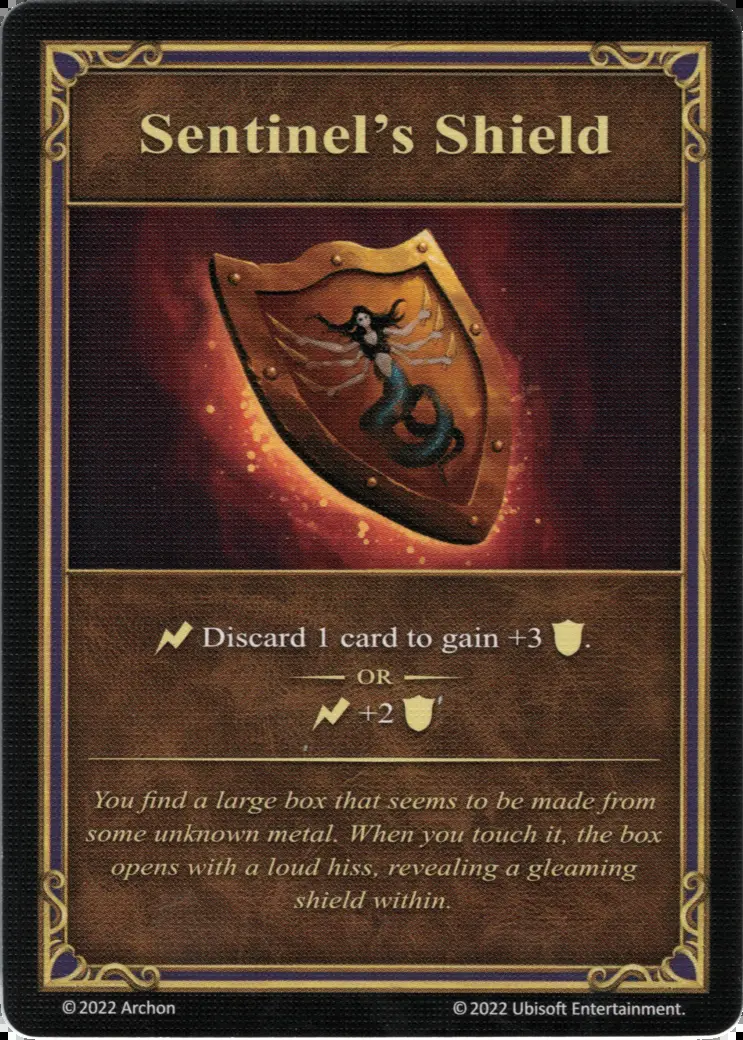 Sentinel's Shield
Discard 1 card to gain +3 .
OR
+2
You find a large box that seems to be made from
some unknown metal. When you touch it, the box
opens with a loud hiss, revealing a gleaming
shield within.
©2022 Archon
©2022 Ubisoft Entertainment.